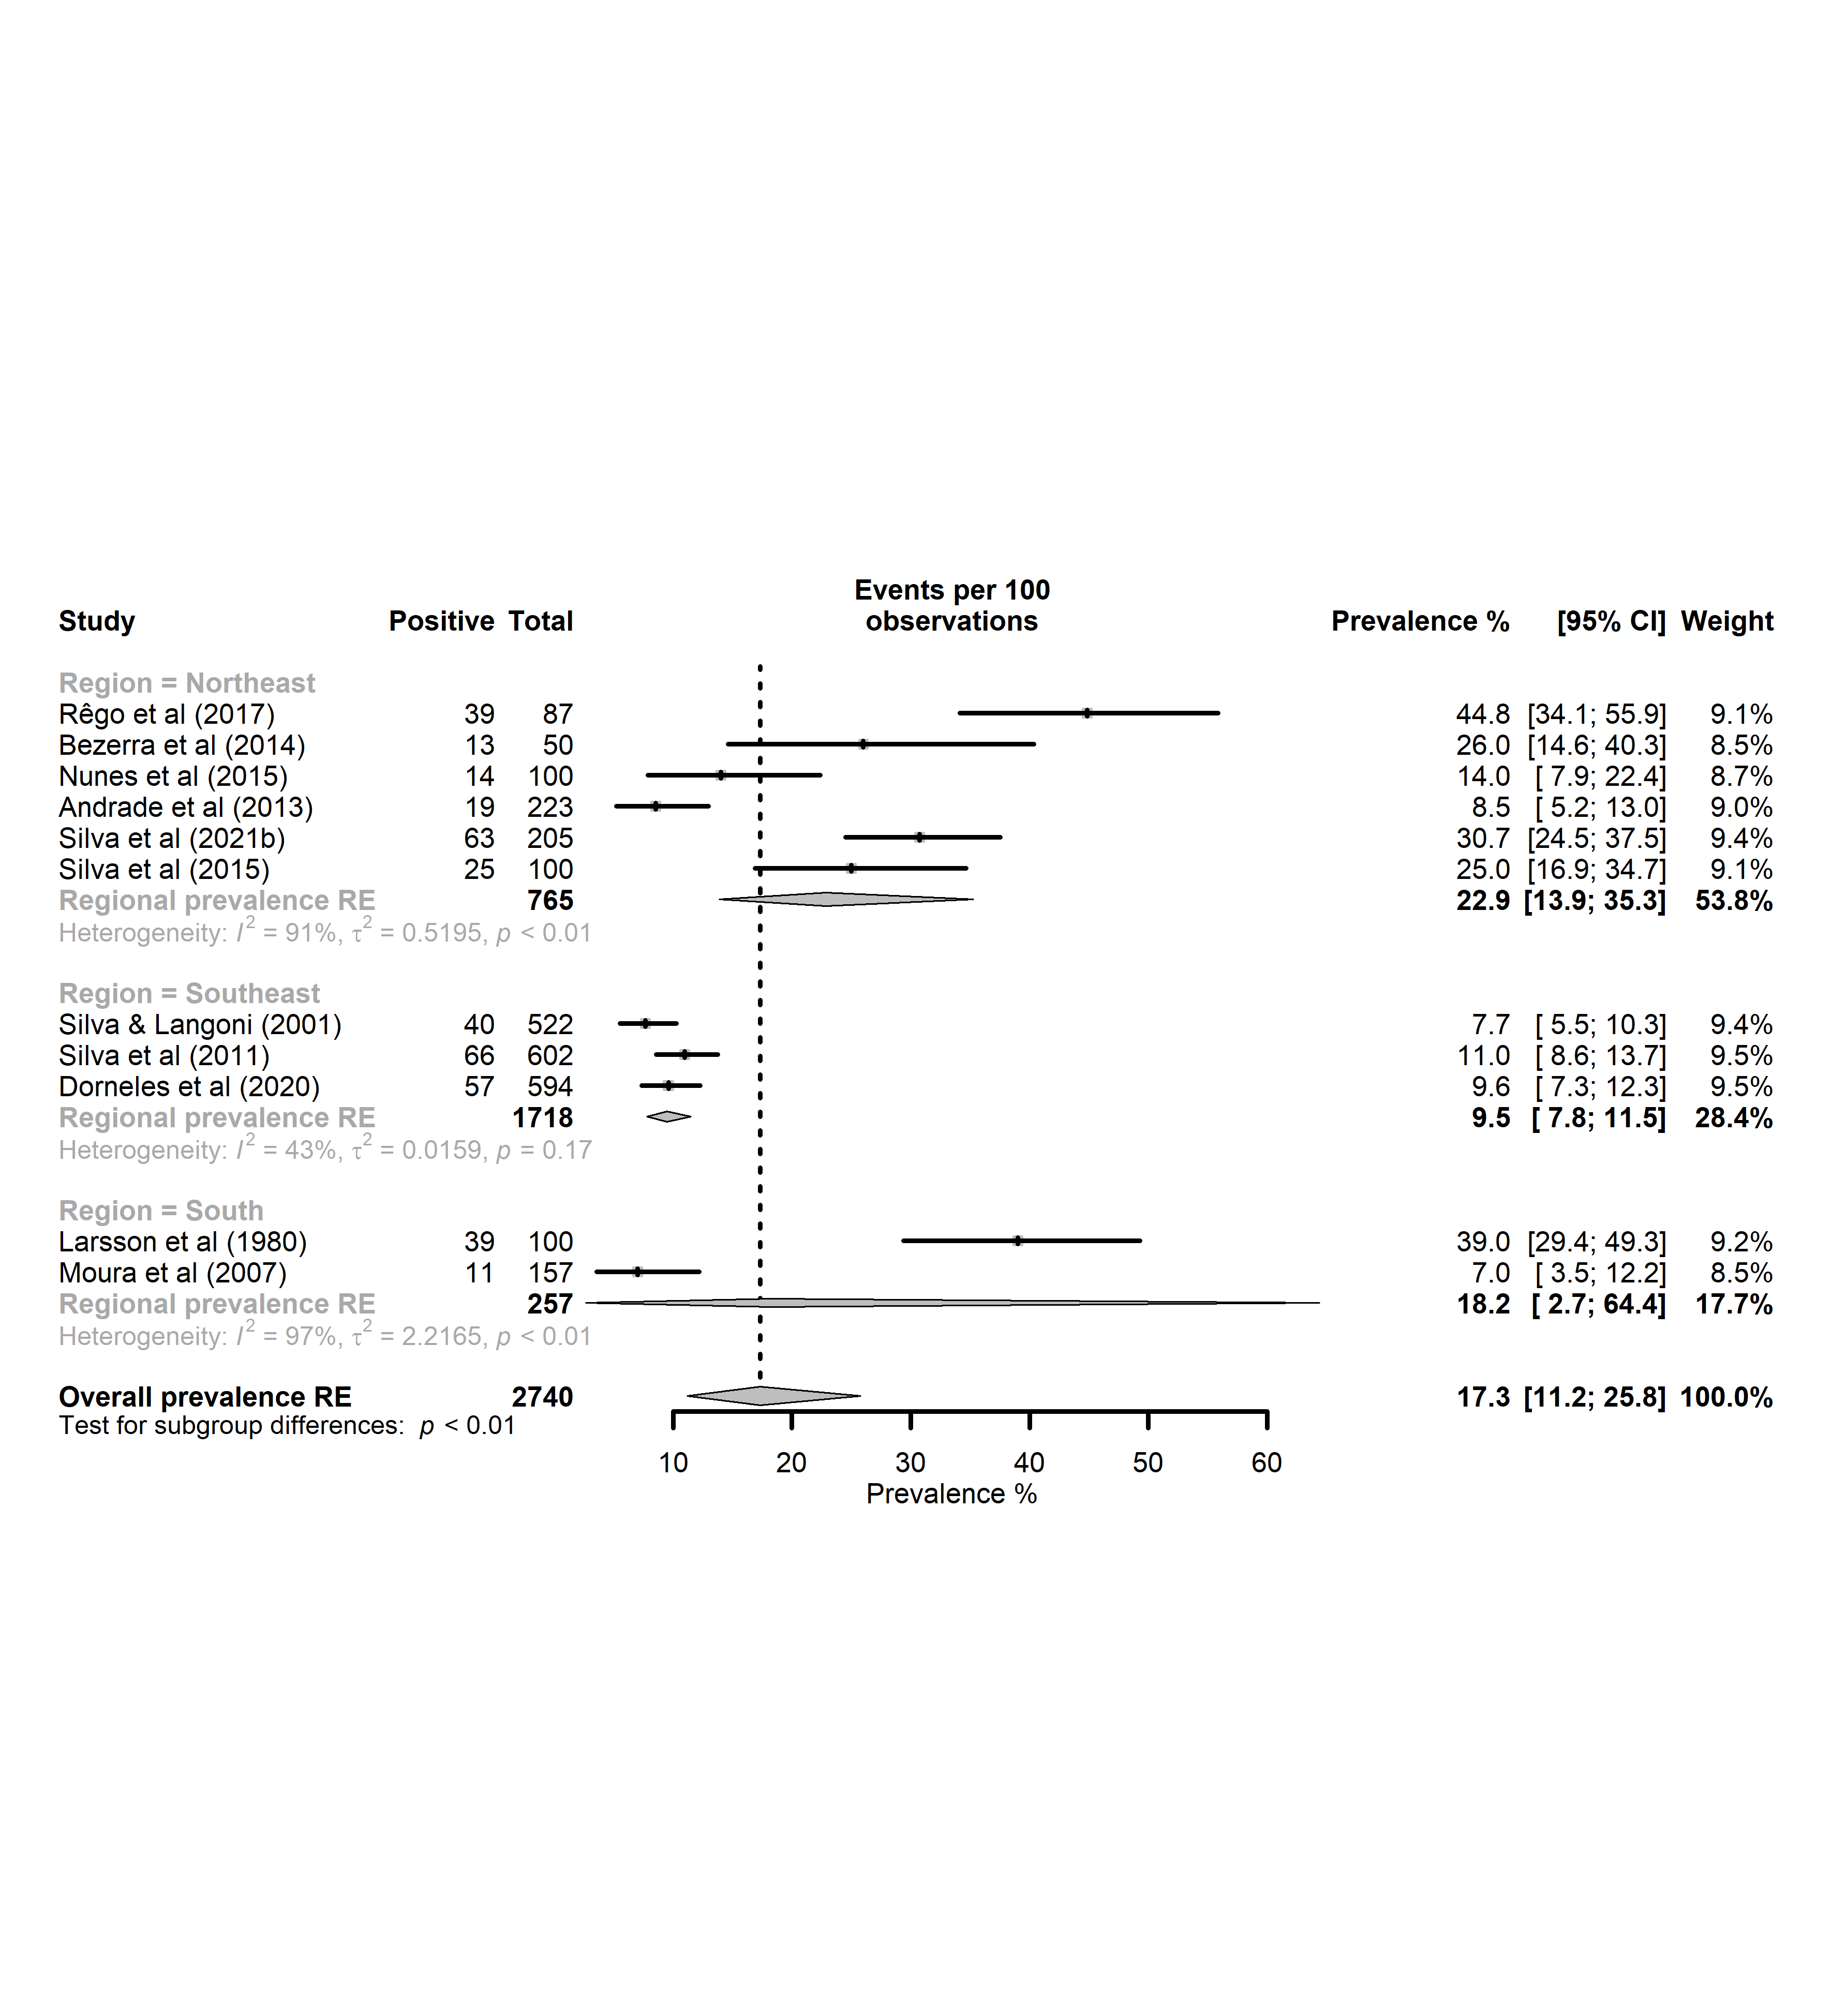 Events per 100
Study Positive Total observations Prevalence % [95% CI] Weight
Region = Northeast
Rêgo et al (2017) 39 87 44.8 [34.1; 55.9] 9.1%
Bezerra et al (2014) 13 50 26.0 [14.6; 40.3] 8.5%
Nunes et al (2015) 14 100 14.0 [ 7.9; 22.4] 8.7%
Andrade et al (2013) 19 223 8.5 [ 5.2; 13.0] 9.0%
Silva et al (2021b) 63 205 30.7 [24.5; 37.5] 9.4%
Silva et al (2015) 25 100 25.0 [16.9; 34.7] 9.1%
Regional prevalence RE 765 22.9 [13.9; 35.3] 53.8%
Heterogeneity: I² = 91%, τ² = 0.5195, p < 0.01
Region = Southeast
Silva & Langoni (2001) 40 522 7.7 [ 5.5; 10.3] 9.4%
Silva et al (2011) 66 602 11.0 [ 8.6; 13.7] 9.5%
Dorneles et al (2020) 57 594 9.6 [ 7.3; 12.3] 9.5%
Regional prevalence RE 1718 9.5 [ 7.8; 11.5] 28.4%
Heterogeneity: I² = 43%, τ² = 0.0159, p = 0.17
Region = South
Larsson et al (1980) 39 100 39.0 [29.4; 49.3] 9.2%
Moura et al (2007) 11 157 7.0 [ 3.5; 12.2] 8.5%
Regional prevalence RE 257 18.2 [ 2.7; 64.4] 17.7%
Heterogeneity: I² = 97%, τ² = 2.2165, p < 0.01
Overall prevalence RE 2740 17.3 [11.2; 25.8] 100.0%
Test for subgroup differences: p < 0.01
10 20 30 40 50 60
Prevalence %